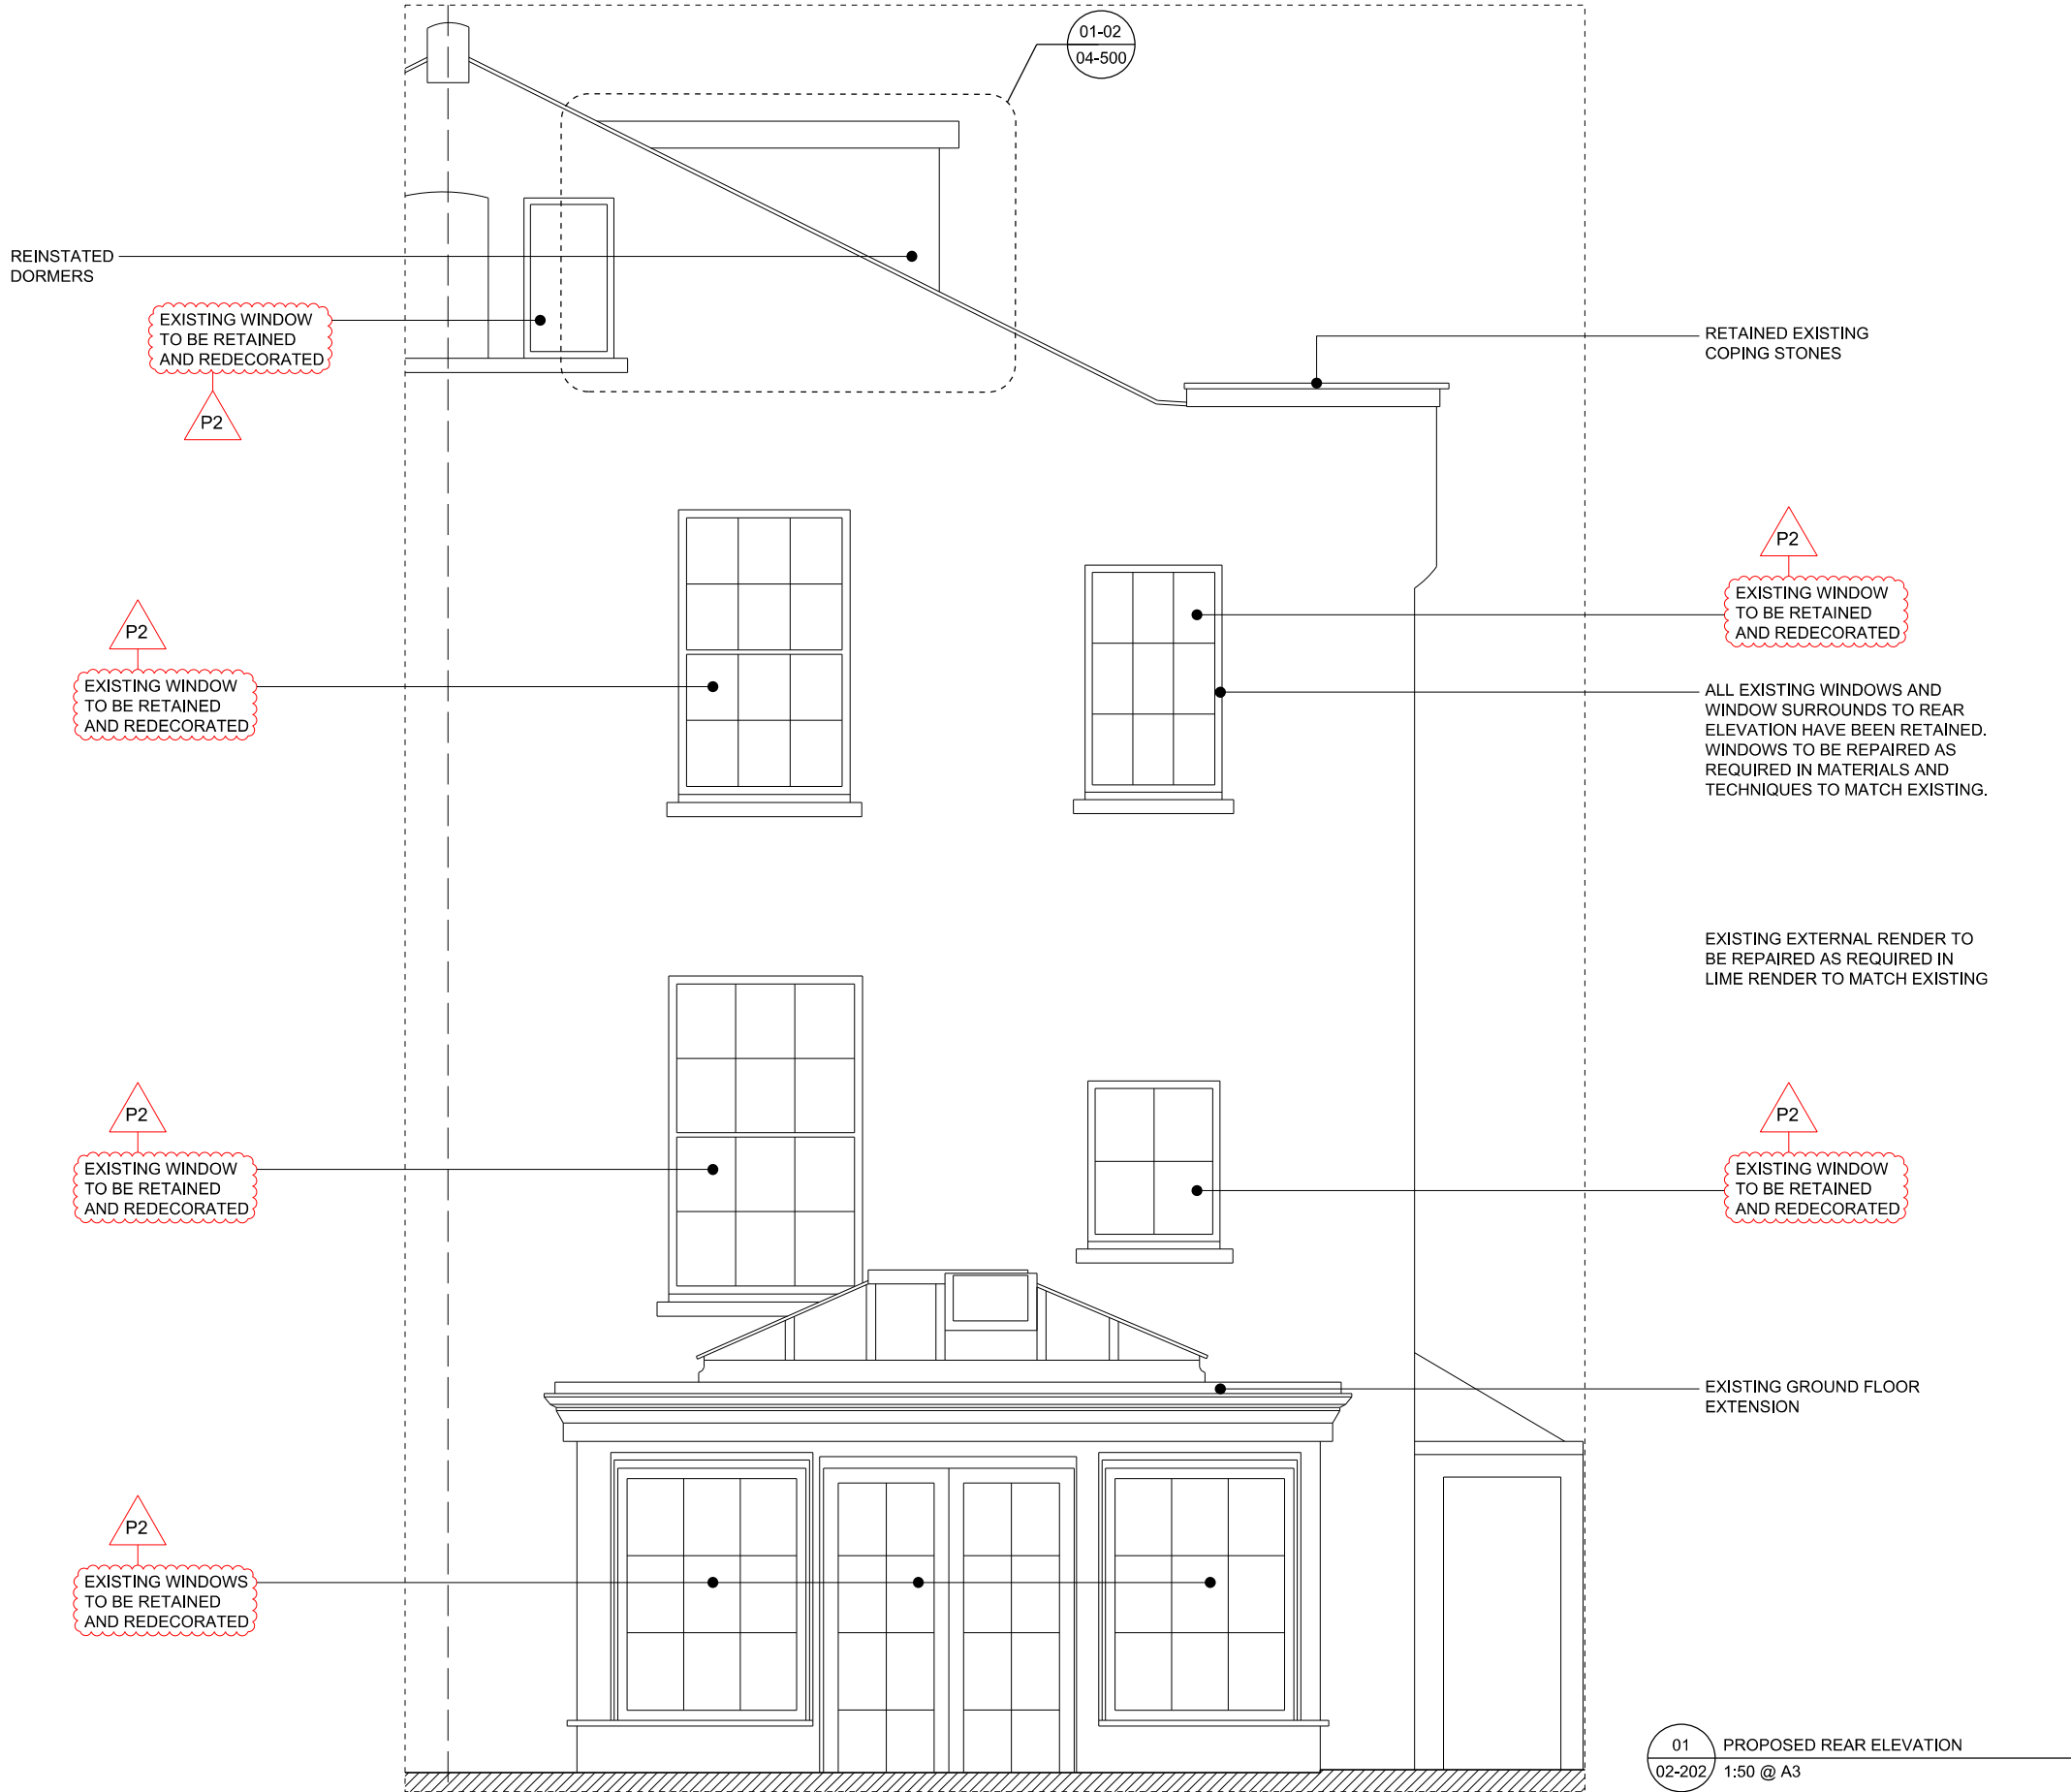 01-02
04-500
REINSTATED
DORMERS
EXISTING WINDOW
TO BE RETAINED
AND REDECORATED
P2
RETAINED EXISTING
COPING STONES
P2
EXISTING WINDOW
TO BE RETAINED
AND REDECORATED
P2
EXISTING WINDOW
TO BE RETAINED
AND REDECORATED
ALL EXISTING WINDOWS AND
WINDOW SURROUNDS TO REAR
ELEVATION HAVE BEEN RETAINED.
WINDOWS TO BE REPAIRED AS
REQUIRED IN MATERIALS AND
TECHNIQUES TO MATCH EXISTING.
EXISTING EXTERNAL RENDER TO
BE REPAIRED AS REQUIRED IN
LIME RENDER TO MATCH EXISTING
P2
EXISTING WINDOW
TO BE RETAINED
AND REDECORATED
P2
EXISTING WINDOW
TO BE RETAINED
AND REDECORATED
EXISTING GROUND FLOOR
EXTENSION
P2
EXISTING WINDOWS
TO BE RETAINED
AND REDECORATED
01
02-202
PROPOSED REAR ELEVATION
1:50 @ A3